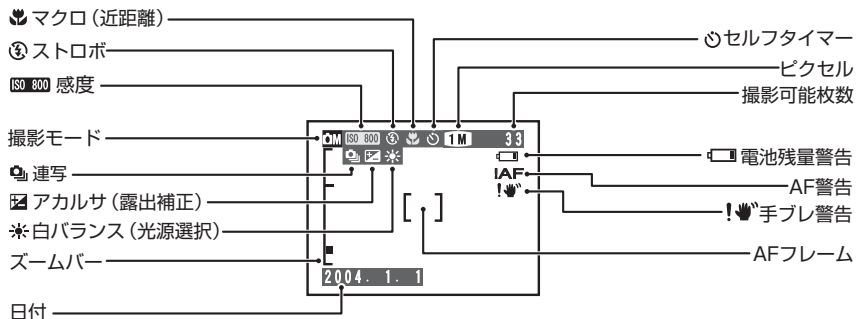 マクロ（近距離）
ストロボ
ISO 800 感度
撮影モード
連写
アカルサ（露出補正）
白バランス（光源選択）
ズームバー
日付
M ISO 800 1M 33
!AF
!
[ ]
2004. 1. 1
セルフタイマー
ピクセル
撮影可能枚数
電池残量警告
AF警告
!手ブレ警告
AFフレーム